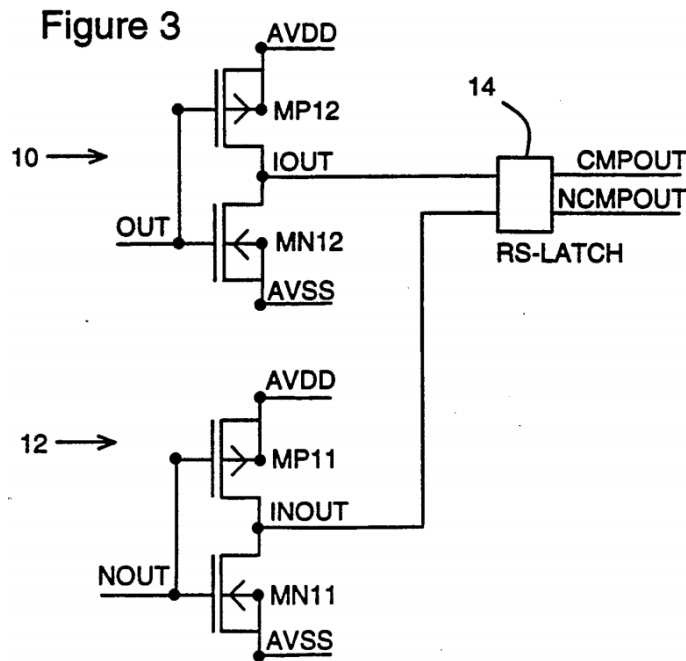 Figure 3
AVDD
MP12
14
10
IOUT
CMPOUT
NCMPOUT
OUT
MN12
RS-LATCH
AVSS
AVDD
12
MP11
INOUT
NOUT
MN11
AVSS